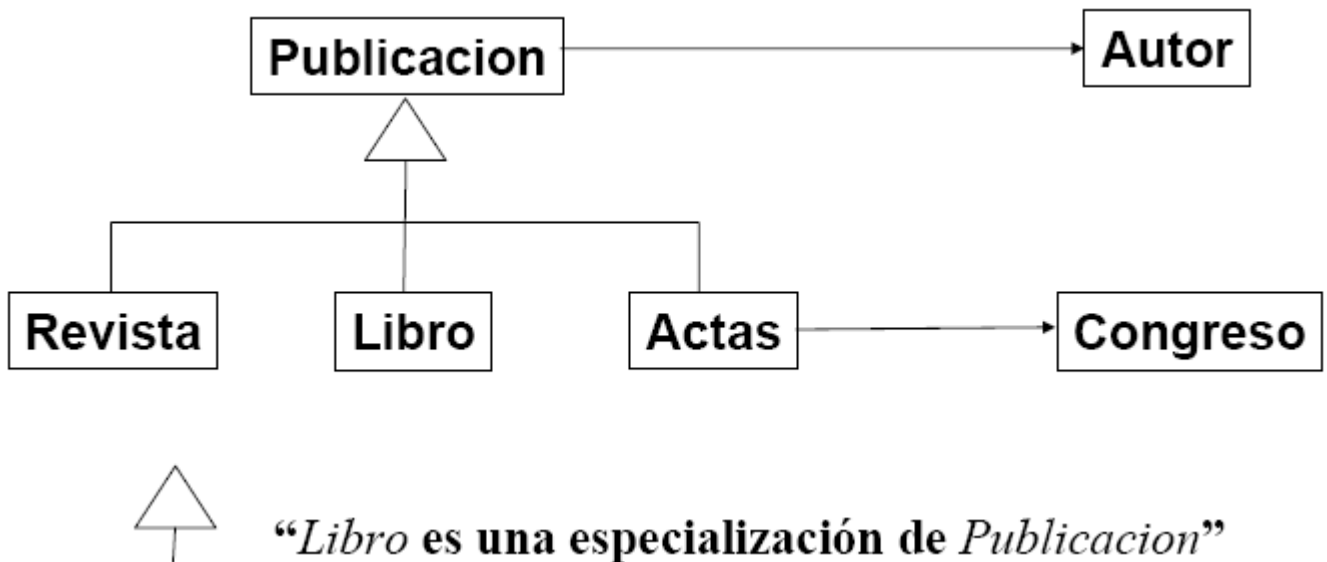 Publicacion
Autor
Revista
Libro
Actas
Congreso
“Libro es una especialización de Publicacion”